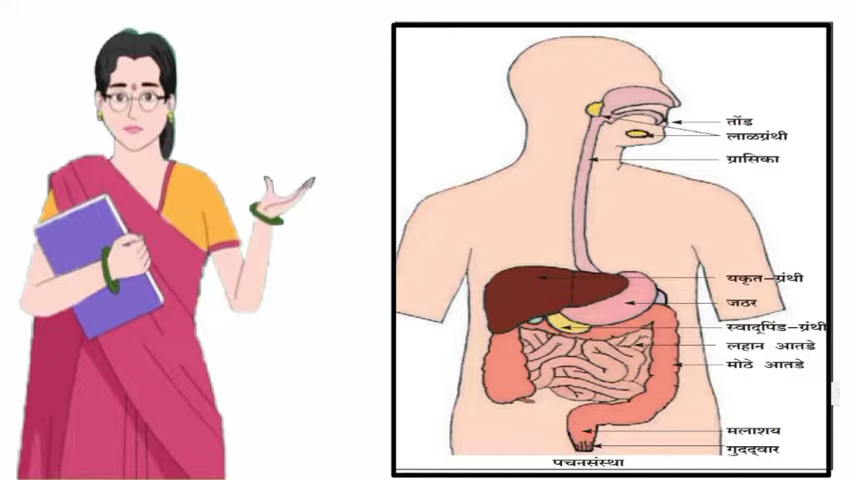 तोंड
लाळग्रंथी
ग्रासिका
यकृत-ग्रंथी
जठर
स्वादूपिंड-ग्रंथी
लहान आतडे
मोठे आतडे
मलाशय
गुदद्वार
पचनसंस्था